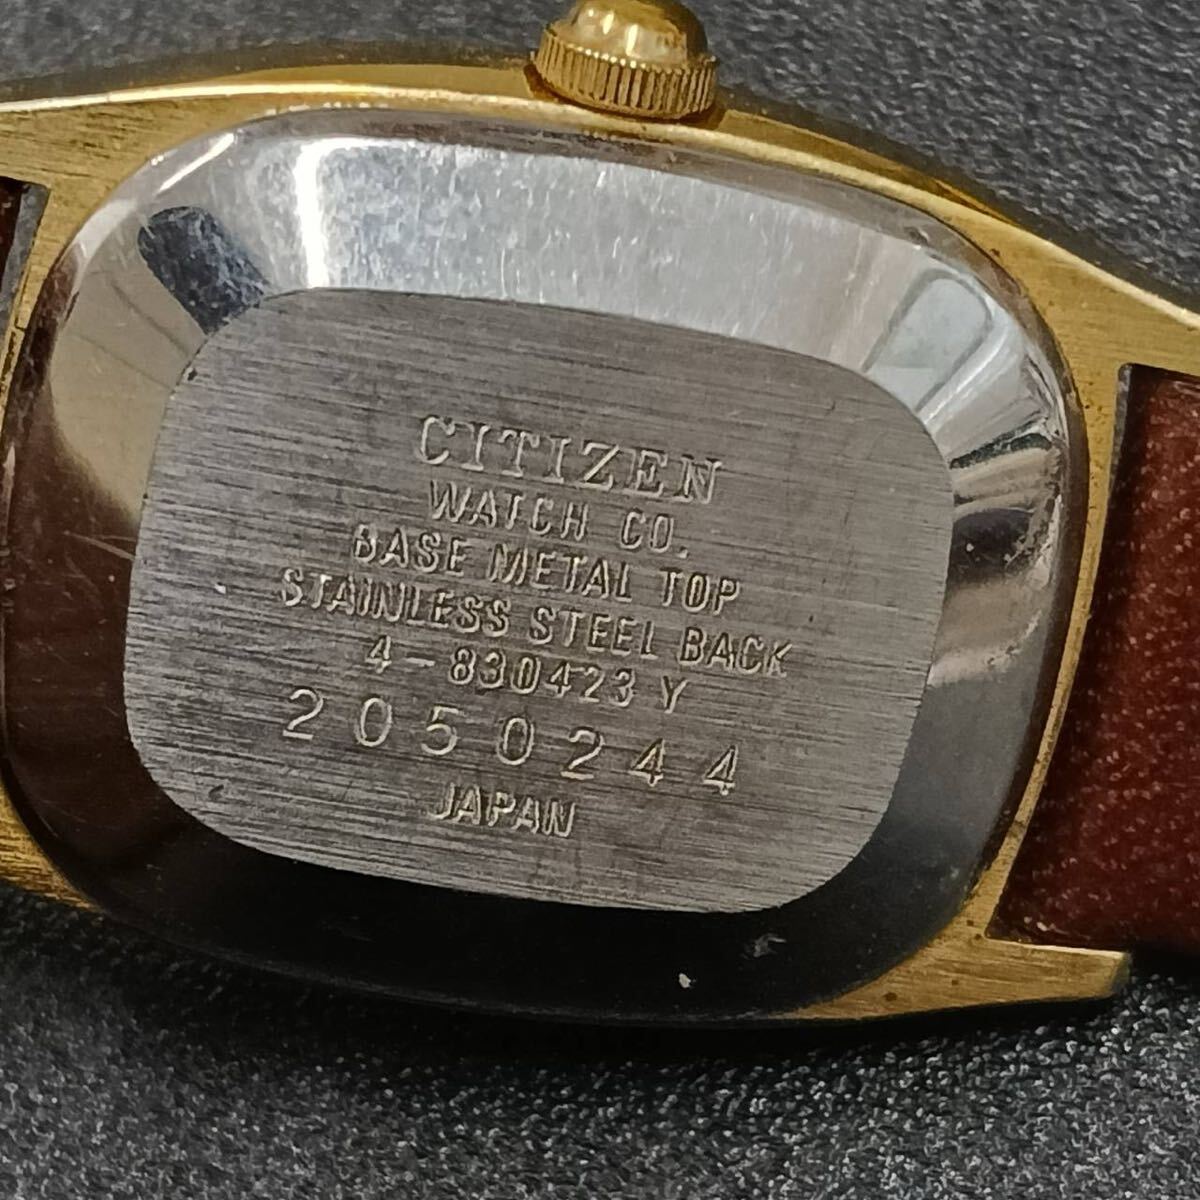 CITIZEN
WATCH CO.
BASE METAL TOP
STAINLESS STEEL BACK
4-830423 Y
2050244
JAPAN